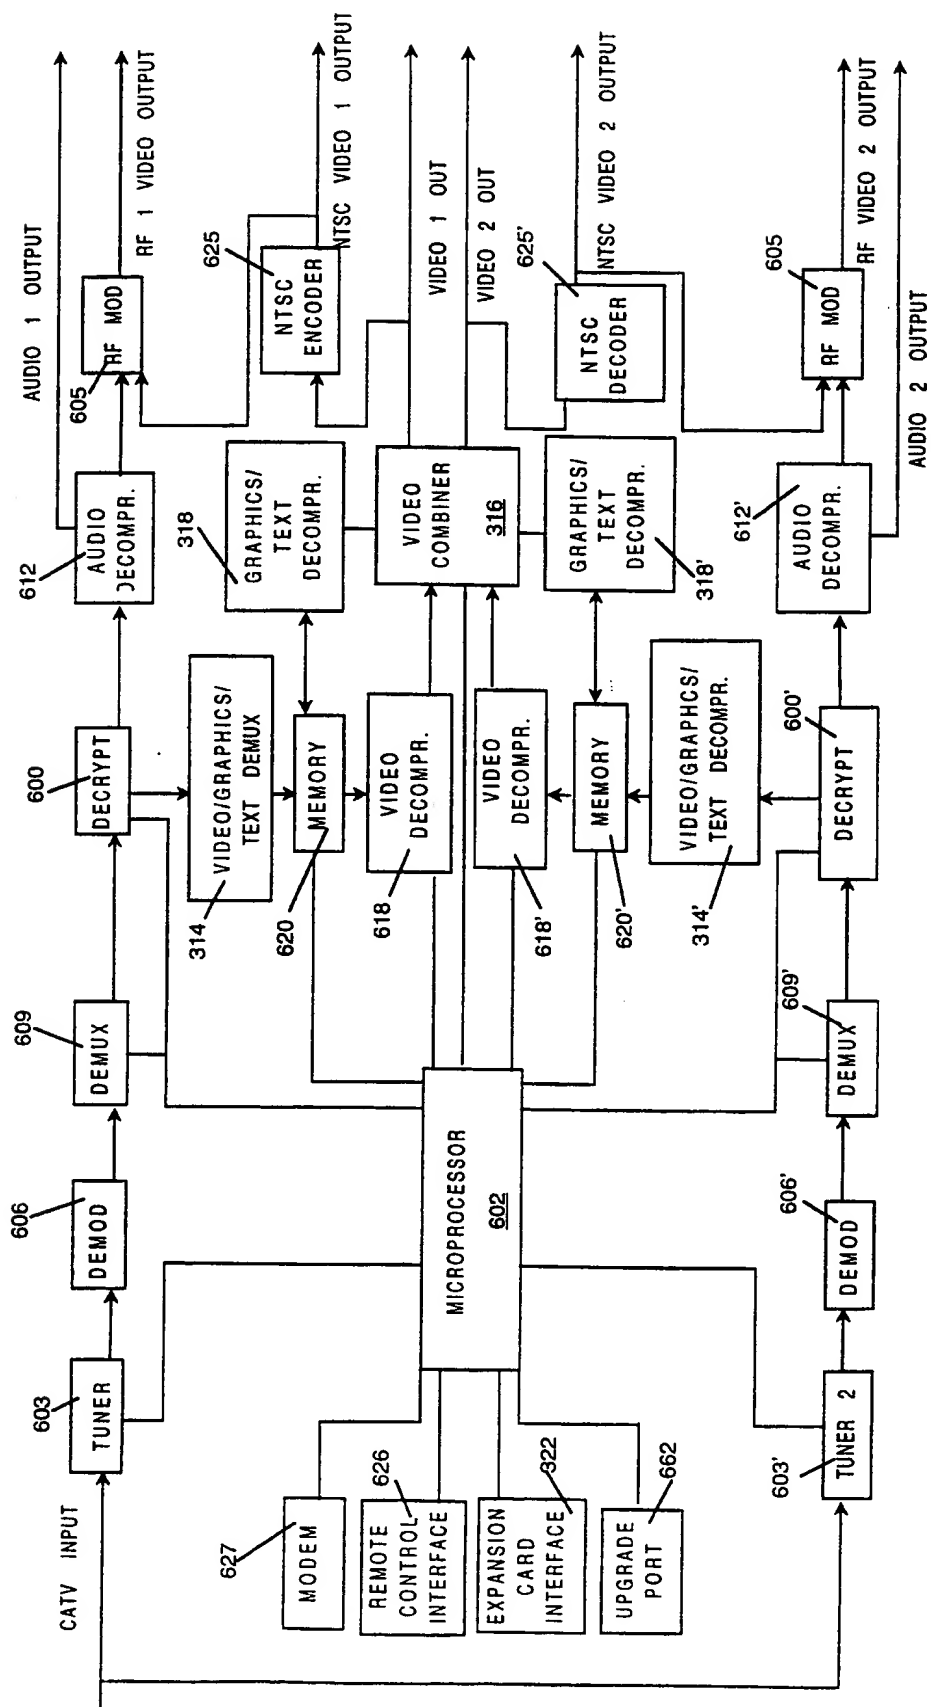 CATV INPUT
603
TUNER
606
DEMOD
609
DEMUX
600
DECRYPT
612
AUDIO
DECOMPR.
605
RF MOD
AUDIO 1 OUTPUT
RF 1 VIDEO OUTPUT
314
VIDEO/GRAPHICS/
TEXT DEMUX
318
GRAPHICS/
TEXT
DECOMPR.
625
NTSC
ENCODER
NTSC VIDEO 1 OUTPUT
620
MEMORY
618
VIDEO
DECOMPR.
VIDEO
COMBINER
316
VIDEO 1 OUT
VIDEO 2 OUT
627
MODEM
626
REMOTE
CONTROL
INTERFACE
322
EXPANSION
CARD
INTERFACE
662
UPGRADE
PORT
MICROPROCESSOR
602
618'
VIDEO
DECOMPR.
620'
MEMORY
318'
GRAPHICS/
TEXT
DECOMPR.
625'
NTSC
DECODER
NTSC VIDEO 2 OUTPUT
314'
VIDEO/GRAPHCS/
TEXT DECOMPR.
603'
TUNER 2
606'
DEMOD
609'
DEMUX
600'
DECRYPT
612'
AUDIO
DECOMPR.
605
RF MOD
RF VIDEO 2 OUTPUT
AUDIO 2 OUTPUT